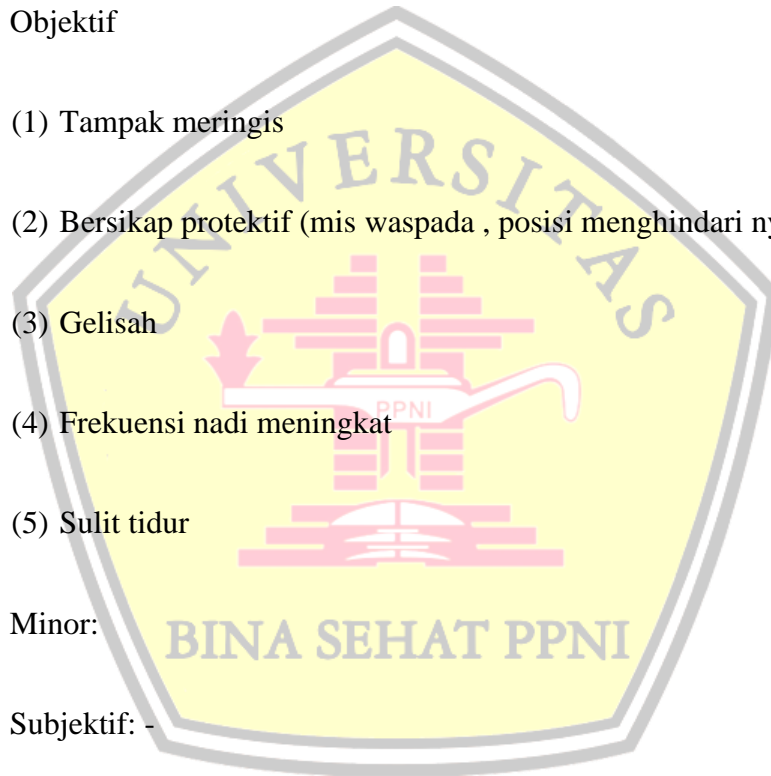 Objektif
(1) Tampak meringis
UNIVERSITAS
(2) Bersikap protektif (mis waspada , posisi menghindari
(3) Gelisah
PPNI
(4) Frekuensi nadi meningkat
(5) Sulit tidur
Minor:
BINA SEHAT PPNI
Subjektif: -